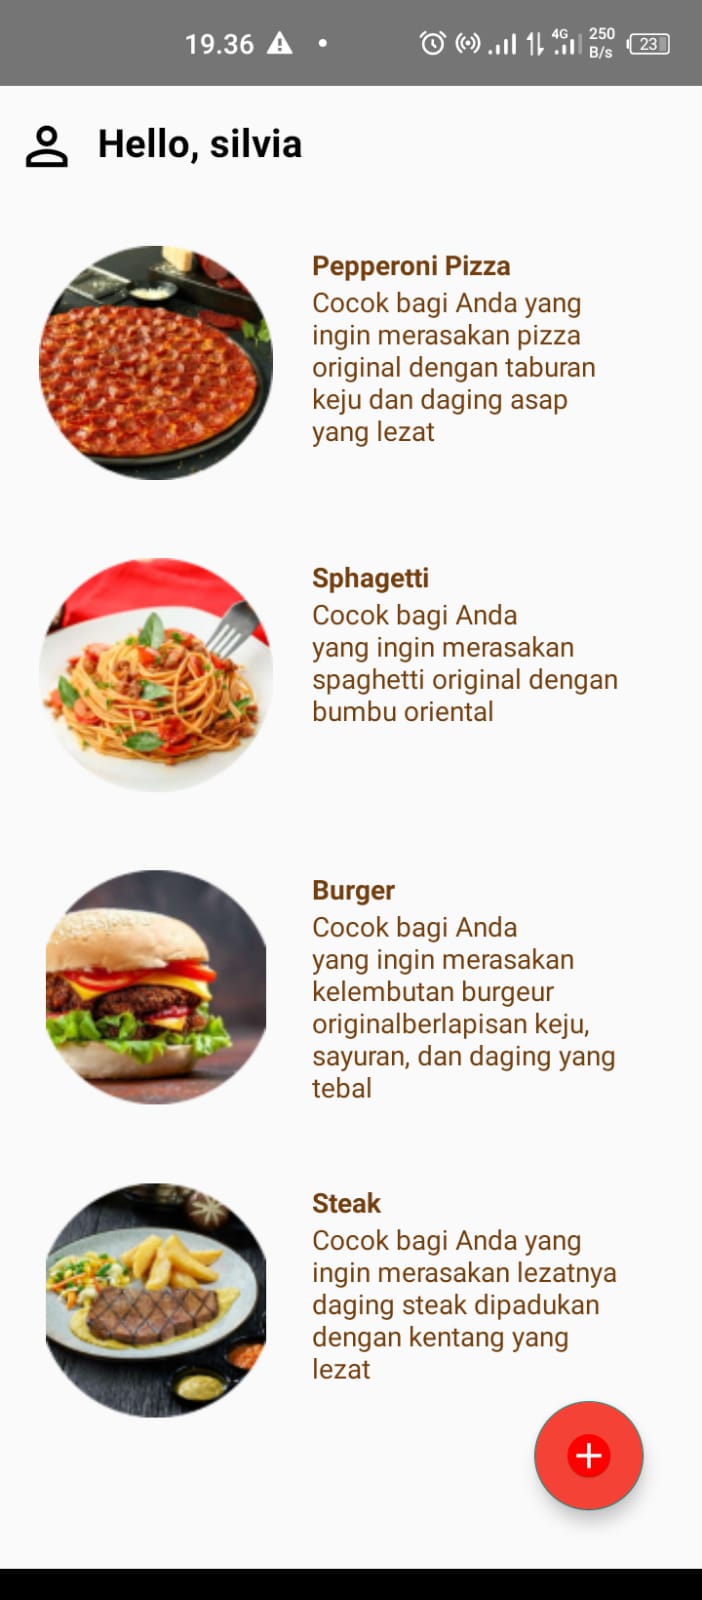 19.36
4G
250
B/s
23
Hello, silvia
Pepperoni Pizza
Cocok bagi Anda yang
ingin merasakan pizza
original dengan taburan
keju dan daging asap
yang lezat
Sphagetti
Cocok bagi Anda
yang ingin merasakan
spaghetti original dengan
bumbu oriental
Burger
Cocok bagi Anda
yang ingin merasakan
kelembutan burgeur
originalberlapisan keju,
sayuran, dan daging yang
tebal
Steak
Cocok bagi Anda yang
ingin merasakan lezatnya
daging steak dipadukan
dengan kentang yang
lezat